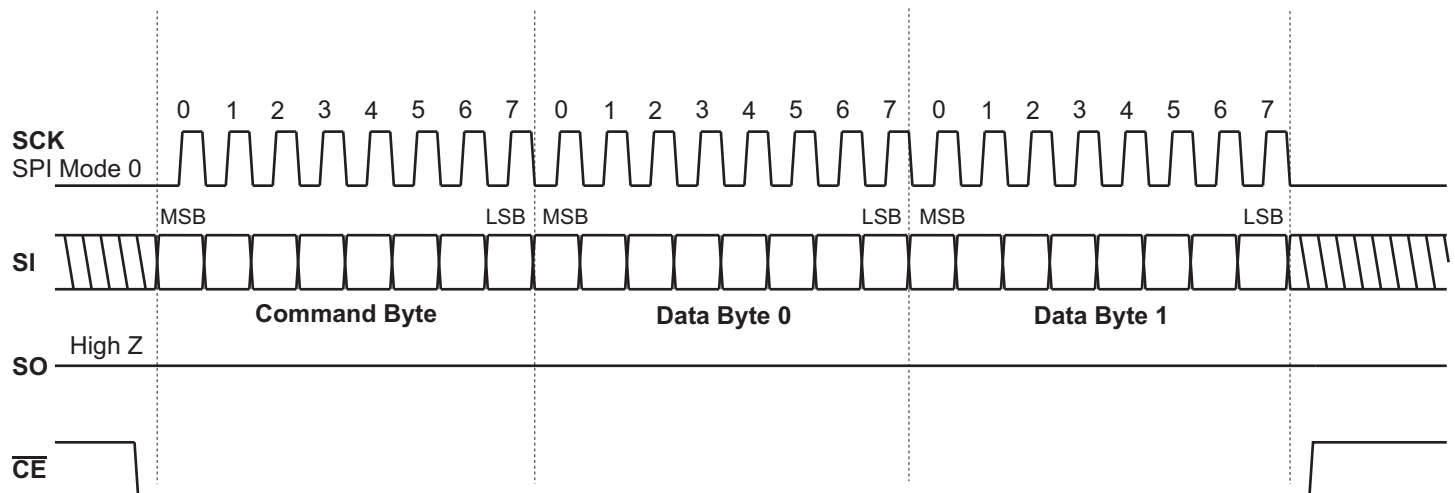 0 1 2 3 4 5 6 7 0 1 2 3 4 5 6 7 0 1 2 3 4 5 6 7
SCK
SPI Mode 0
MSB LSB MSB LSB MSB LSB
SI
Command Byte Data Byte 0 Data Byte 1
High Z
SO
CE